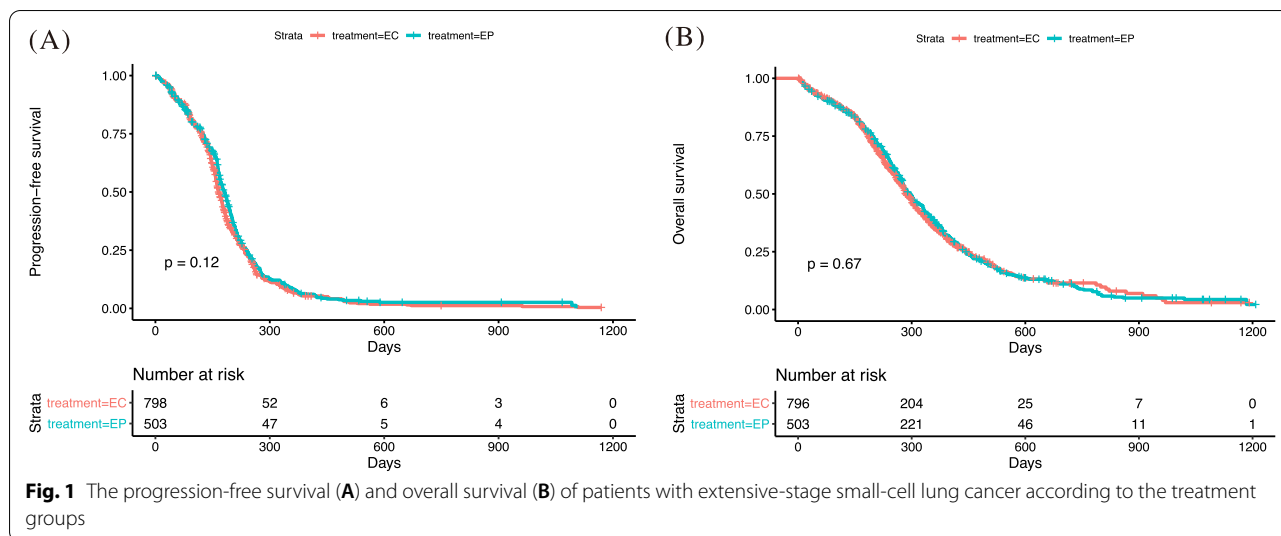 (A)
Strata treatment=EC treatment=EP
Progression−free survival
1.00
0.75
0.50
0.25
0.00
p = 0.12
0 300 600 900 1200
Days
Number at risk
Strata
treatment=EC 798 52 6 3 0
treatment=EP 503 47 5 4 0
0 300 600 900 1200
Days
(B)
Strata treatment=EC treatment=EP
Overall survival
1.00
0.75
0.50
0.25
0.00
p = 0.67
0 300 600 900 1200
Days
Number at risk
Strata
treatment=EC 796 204 25 7 0
treatment=EP 503 221 46 11 1
0 300 600 900 1200
Days
Fig. 1 The progression-free survival (A) and overall survival (B) of patients with extensive-stage small-cell lung cancer according to the treatment
groups